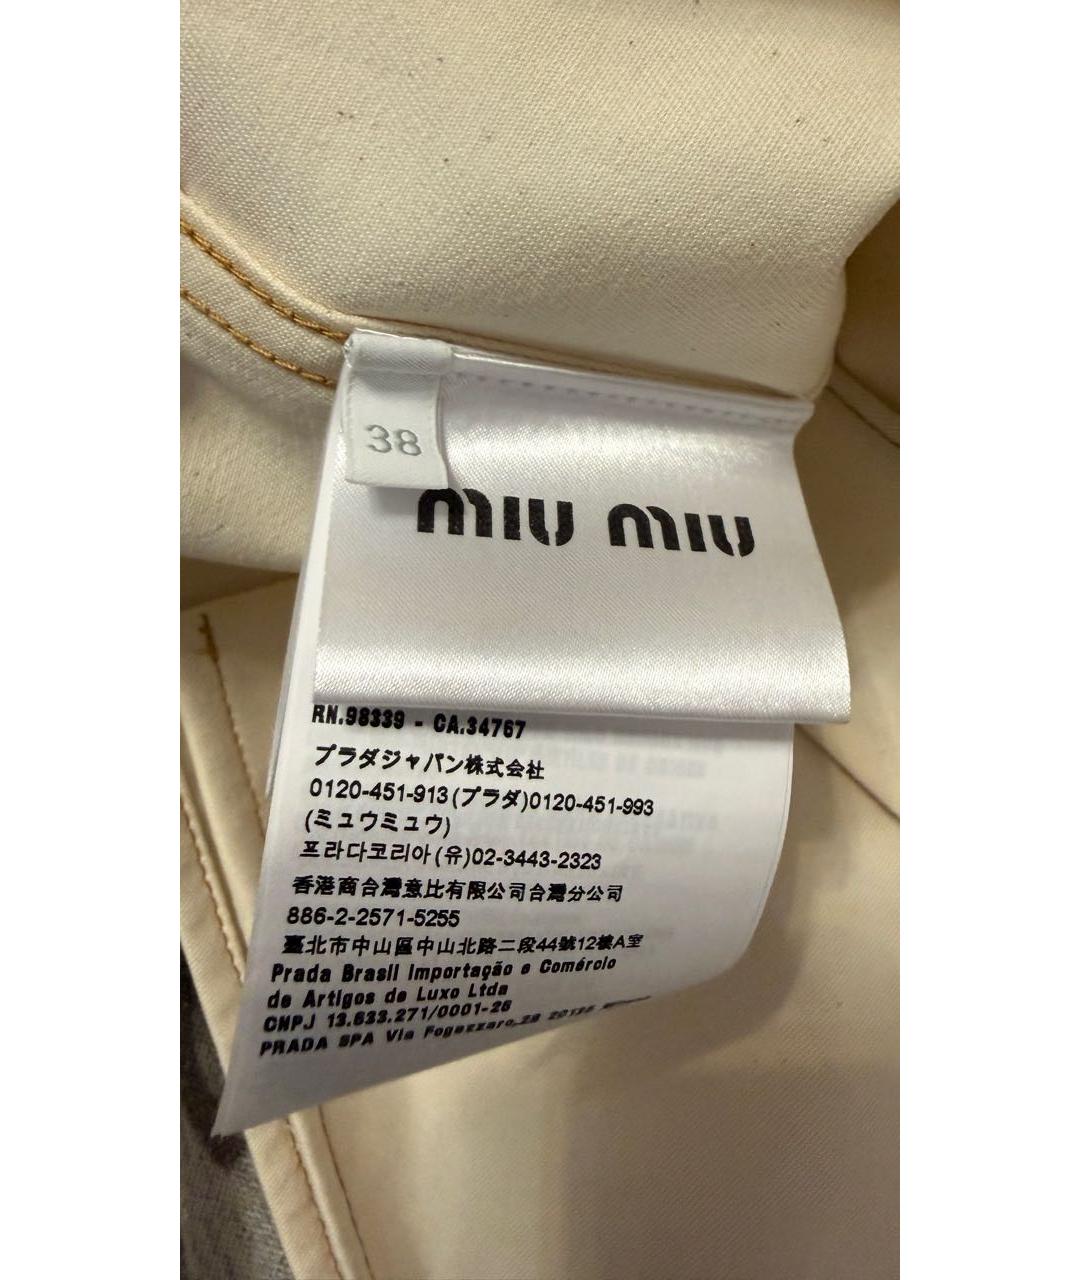 38
miu miu
RN.98339 - CA.34767
プラダジャパン株式会社
0120-451-913(プラダ)0120-451-993
(ミュウミュウ)
프라다코리아(유)02-3443-2323
香港商台灣意比有限公司台灣分公司
886-2-2571-5255
臺北市中山區中山北路二段44號12樓A室
Prada Brasil Importação e Comércio
de Artigos de Luxo Ltda
CNPJ 13.633.271/0001-26
PRADA SPA Via Fogazzaro,28 20135